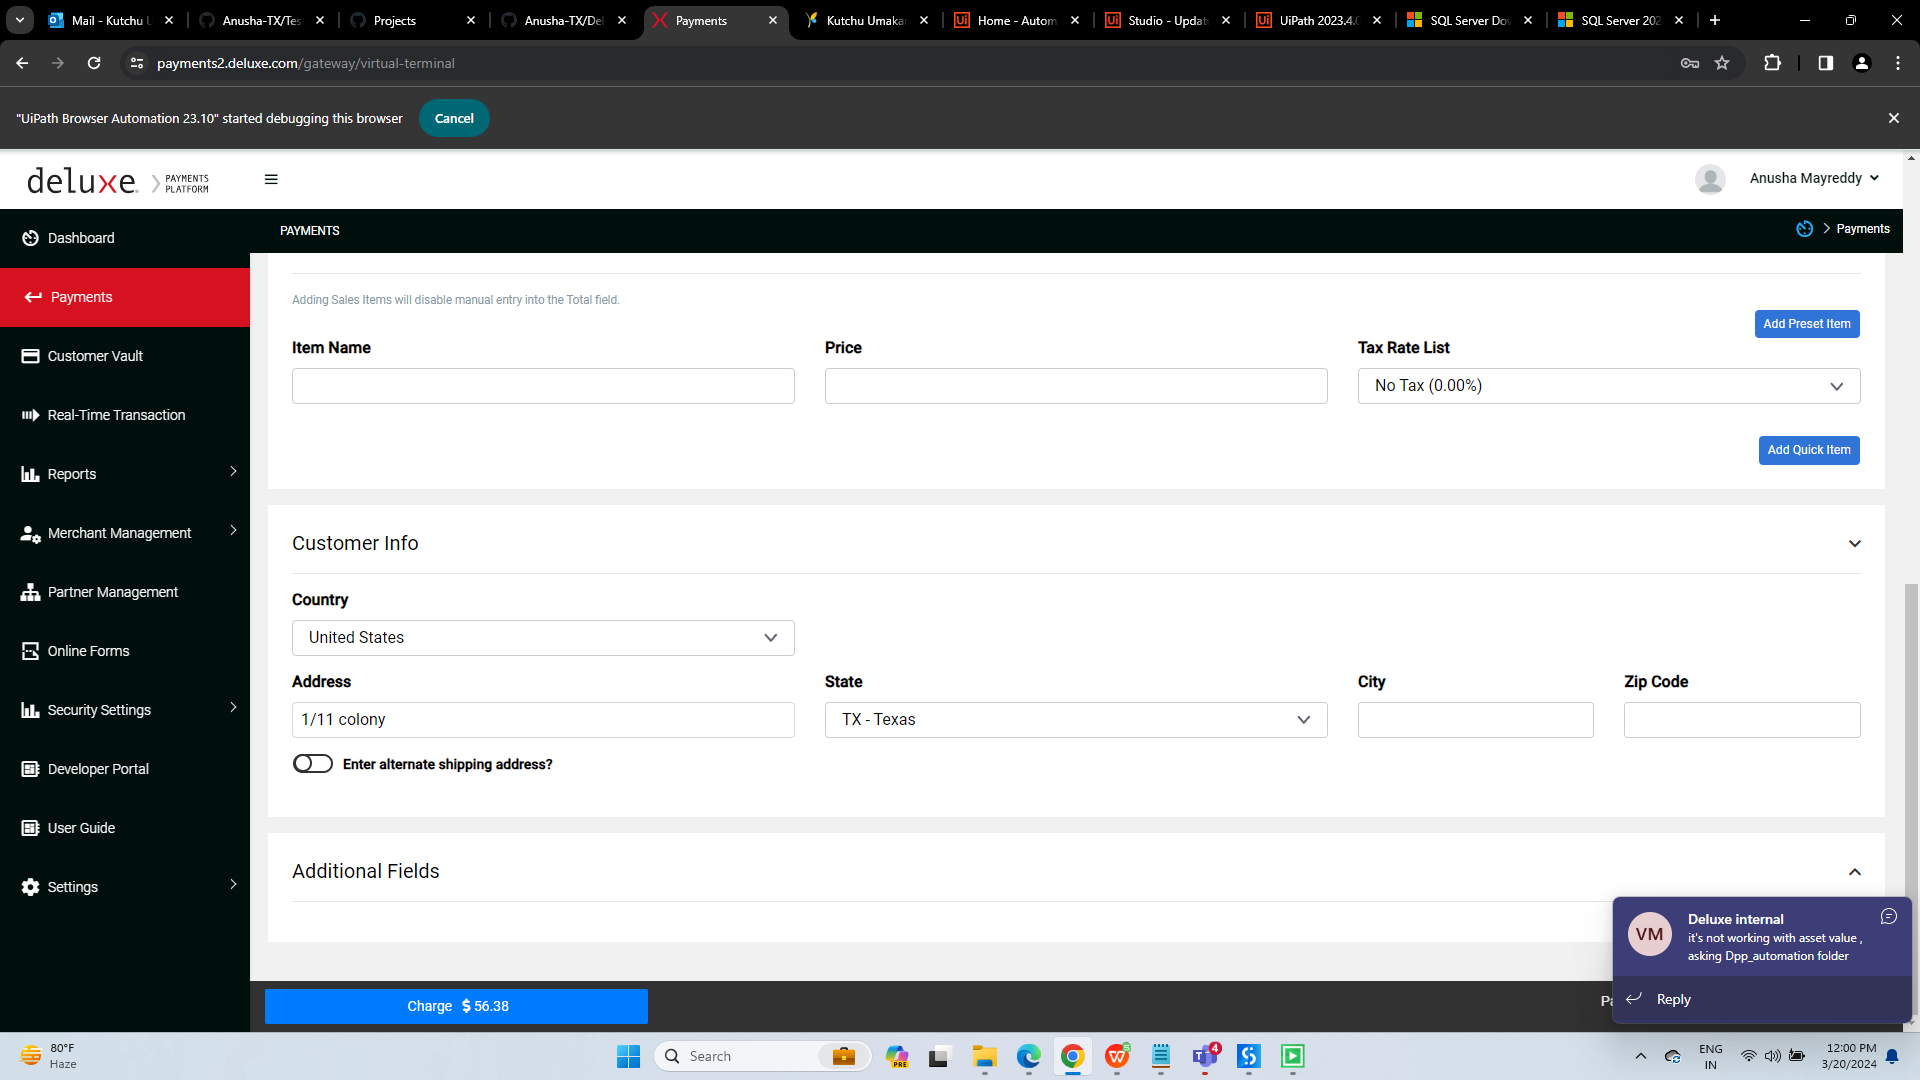 Mail - Kutchu U
Anusha-TX/Tes
Projects
Anusha-TX/Del
Payments
Kutchu Umakan
Home - Autom
Studio - Updat
UiPath 2023.4.0
SQL Server Do
SQL Server 202
payments2.deluxe.com/gateway/virtual-terminal
"UiPath Browser Automation 23.10" started debugging this browser
Cancel
deluxe. PAYMENTS PLATFORM
Anusha Mayreddy
PAYMENTS
Payments
Dashboard
Payments
Customer Vault
Real-Time Transaction
Reports
Merchant Management
Partner Management
Online Forms
Security Settings
Developer Portal
User Guide
Settings
Adding Sales Items will disable manual entry into the Total field.
Add Preset Item
Item Name
Price
Tax Rate List
No Tax (0.00%)
Add Quick Item
Customer Info
Country
United States
Address
State
City
Zip Code
1/11 colony
TX - Texas
Enter alternate shipping address?
Additional Fields
VM
Deluxe internal
it's not working with asset value ,
asking Dpp_automation folder
Reply
Charge $ 56.38
Pa
80°F
Haze
Search
PRE
4
ENG
IN
12:00 PM
3/20/2024